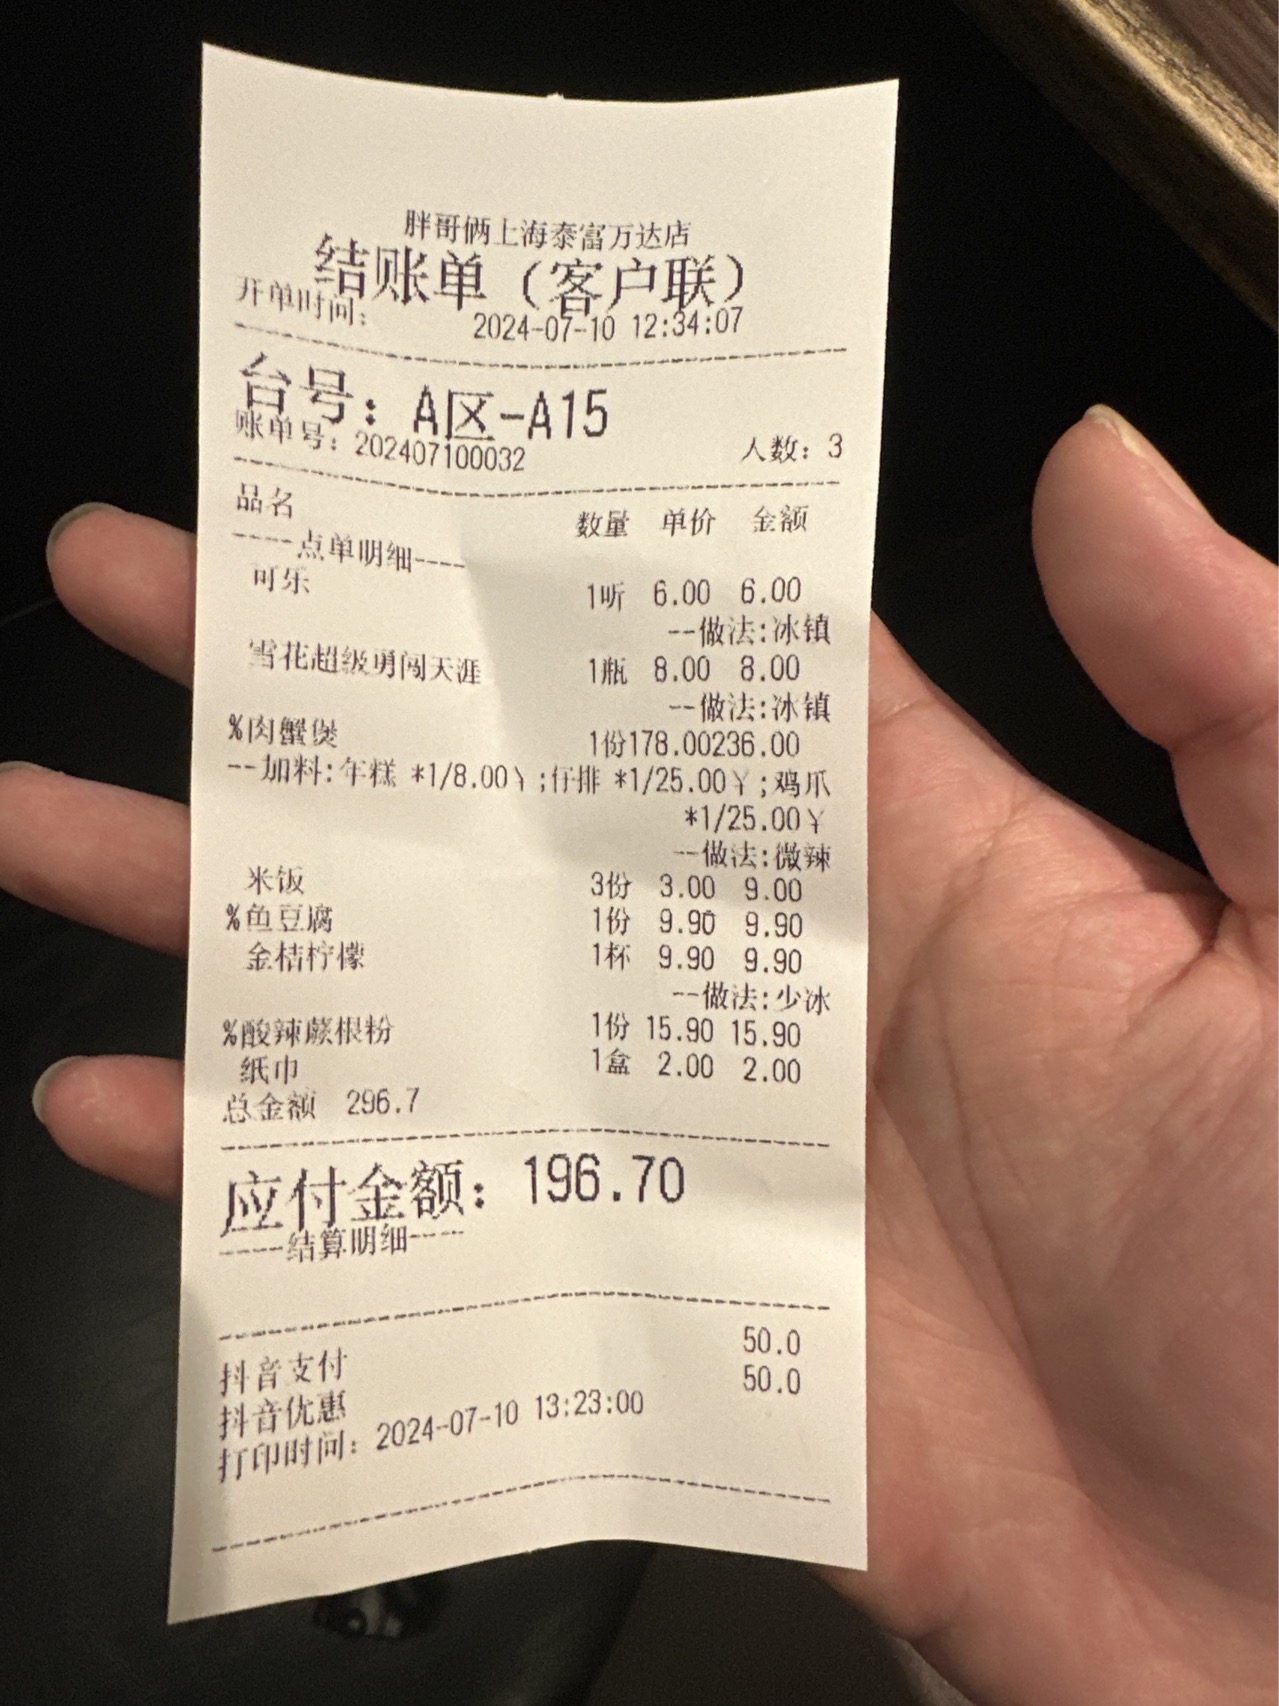 胖哥俩上海泰富万达店
结账单（客户联）
开单时间： 2024-07-10 12:34:07
台号：A区-A15
账单号：202407100032 人数：3
品名 数量 单价 金额
----点单明细----
可乐 1听 6.00 6.00
--做法:冰镇
雪花超级勇闯天涯 1瓶 8.00 8.00
--做法:冰镇
%肉蟹煲 1份178.00236.00
--加料:年糕 *1/8.00￥;仔排 *1/25.00￥;鸡爪
*1/25.00￥
--做法:微辣
米饭 3份 3.00 9.00
%鱼豆腐 1份 9.90 9.90
金桔柠檬 1杯 9.90 9.90
--做法:少冰
%酸辣蕨根粉 1份 15.90 15.90
纸巾 1盒 2.00 2.00
总金额 296.7
应付金额：196.70
----结算明细----
抖音支付 50.0
抖音优惠 50.0
打印时间：2024-07-10 13:23:00